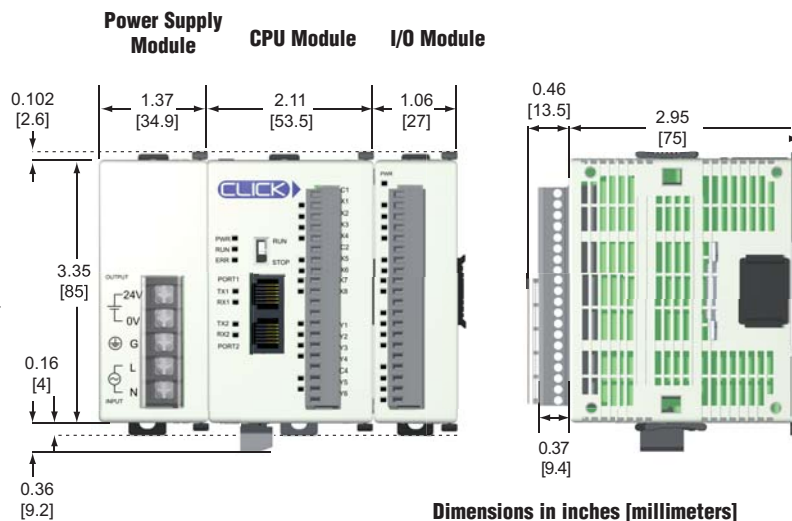 Power Supply
Module
CPU Module
I/O Module
0.102
[2.6]
1.37
[34.9]
2.11
[53.5]
1.06
[27]
0.46
[13.5]
2.95
[75]
3.35
[85]
0.16
[4]
0.36
[9.2]
0.37
[9.4]
OUTPUT
24V
0V
G
L
N
INPUT
CLICK
PWR
RUN
ERR
RUN
STOP
PORT1
TX1
RX1
TX2
RX2
PORT2
C1
X1
X2
X3
X4
C2
X5
X6
X7
X8
Y1
Y2
Y3
Y4
C4
Y5
Y6
PWR
Dimensions in inches [millimeters]